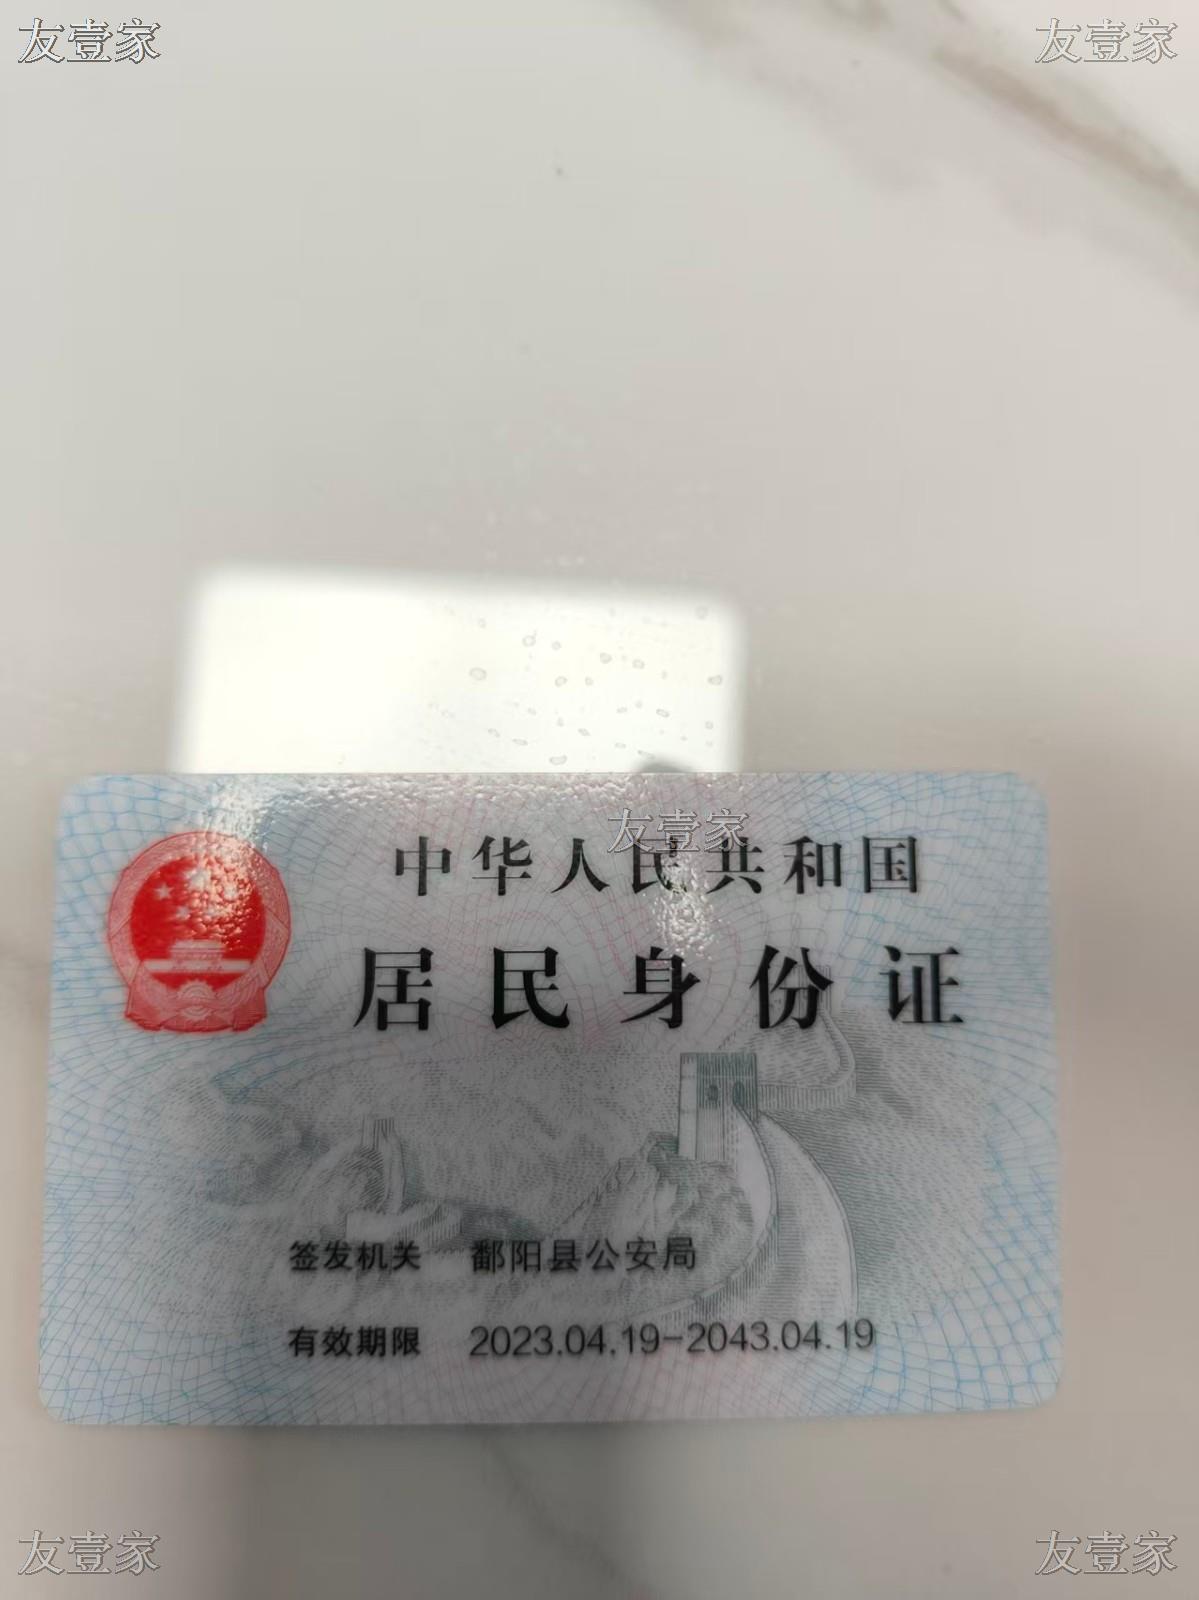 友壹家 友壹家
友壹家
中华人民共和国
居民身份证
签发机关 鄱阳县公安局
有效期限 2023.04.19-2043.04.19
友壹家 友壹家